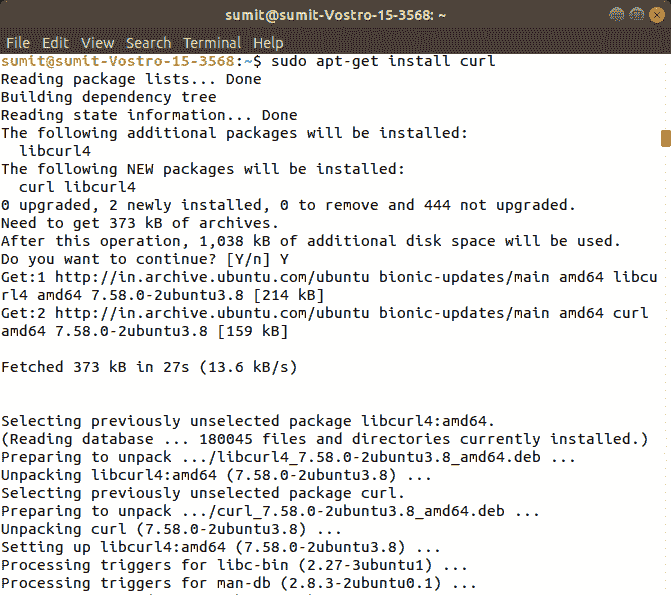 sumit@sumit-Vostro-15-3568: ~
File Edit View Search Terminal Help
sumit@sumit-Vostro-15-3568:~$ sudo apt-get install curl
Reading package lists... Done
Building dependency tree
Reading state information... Done
The following additional packages will be installed:
  libcurl4
The following NEW packages will be installed:
  curl libcurl4
0 upgraded, 2 newly installed, 0 to remove and 444 not upgraded.
Need to get 373 kB of archives.
After this operation, 1,038 kB of additional disk space will be used.
Do you want to continue? [Y/n] Y
Get:1 http://in.archive.ubuntu.com/ubuntu bionic-updates/main amd64 libcu
rl4 amd64 7.58.0-2ubuntu3.8 [214 kB]
Get:2 http://in.archive.ubuntu.com/ubuntu bionic-updates/main amd64 curl
amd64 7.58.0-2ubuntu3.8 [159 kB]
Fetched 373 kB in 27s (13.6 kB/s)
Selecting previously unselected package libcurl4:amd64.
(Reading database ... 180045 files and directories currently installed.)
Preparing to unpack .../libcurl4_7.58.0-2ubuntu3.8_amd64.deb ...
Unpacking libcurl4:amd64 (7.58.0-2ubuntu3.8) ...
Selecting previously unselected package curl.
Preparing to unpack .../curl_7.58.0-2ubuntu3.8_amd64.deb ...
Unpacking curl (7.58.0-2ubuntu3.8) ...
Setting up libcurl4:amd64 (7.58.0-2ubuntu3.8) ...
Processing triggers for libc-bin (2.27-3ubuntu1) ...
Processing triggers for man-db (2.8.3-2ubuntu0.1) ...